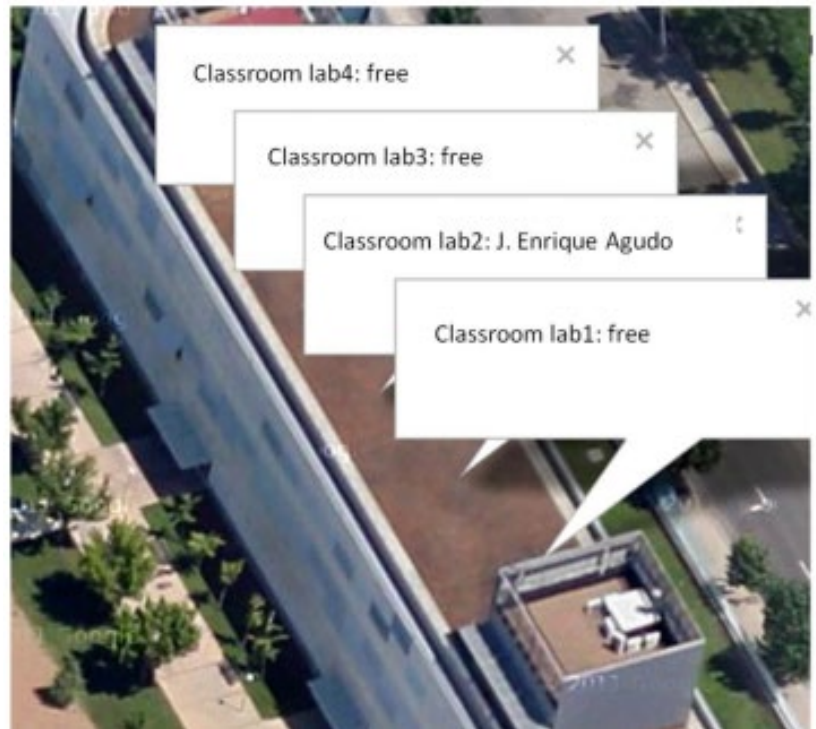 Classroom lab4: free
Classroom lab3: free
Classroom lab2: J. Enrique Agudo
Classroom lab1: free